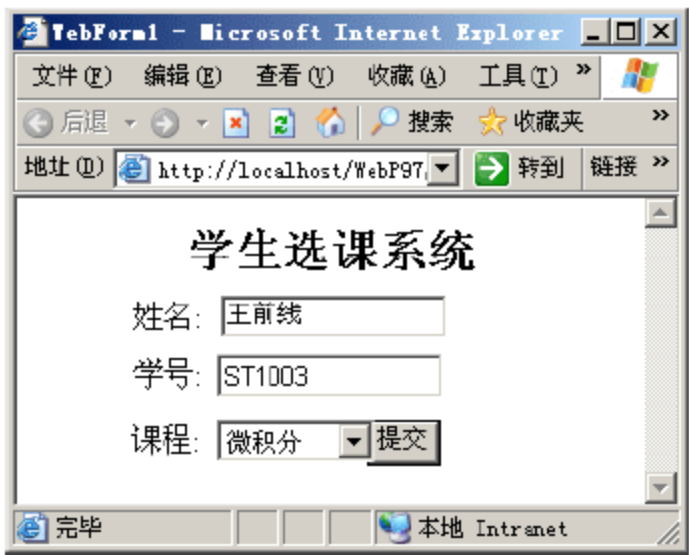 WebForm1 - Microsoft Internet Explorer
文件(F) 编辑(E) 查看(V) 收藏(A) 工具(T) »
后退 搜索 收藏夹 »
地址(D) http://localhost/WebP97 转到 链接 »
学生选课系统
姓名: 王前线
学号: ST1003
课程: 微积分 提交
完毕 本地 Intranet